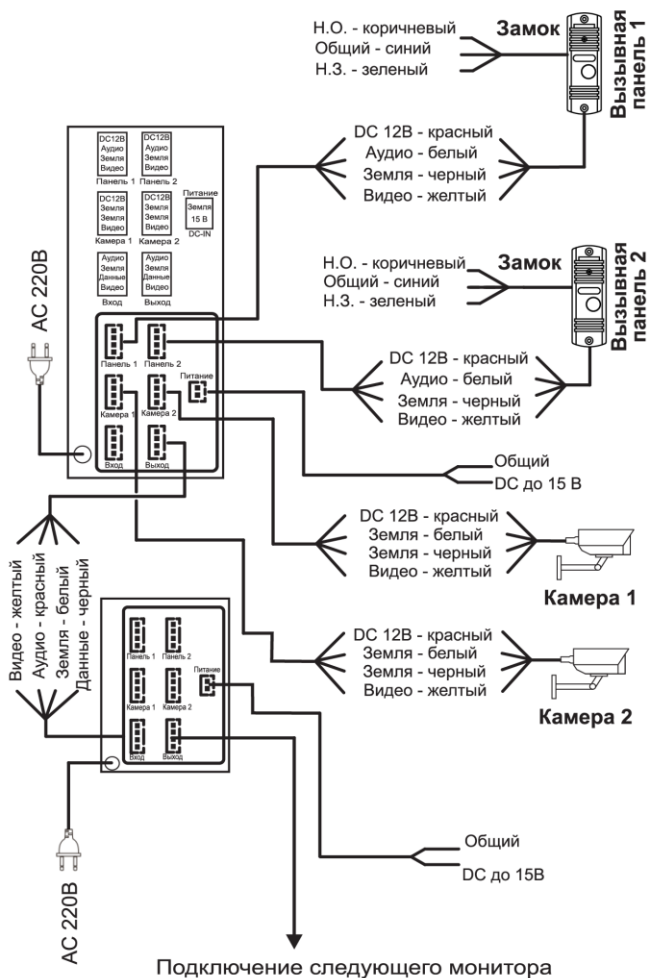 Н.О. - коричневый
Общий - синий
Н.З. - зеленый
Замок
Вызывная
панель 1
DC 12В - красный
Аудио - белый
Земля - черный
Видео - желтый
DC12В
Аудио
Земля
Видео
Панель 1
DC12В
Аудио
Земля
Видео
Панель 2
DC12В
Земля
Земля
Видео
Камера 1
DC12В
Земля
Земля
Видео
Камера 2
Питание
Земля
15 В
DC-IN
Аудио
Земля
Данные
Видео
Вход
Аудио
Земля
Данные
Видео
Выход
AC 220В
Н.О. - коричневый
Общий - синий
Н.З. - зеленый
Замок
Вызывная
панель 2
Панель 1
Панель 2
Питание
Камера 1
Камера 2
Вход
Выход
DC 12В - красный
Аудио - белый
Земля - черный
Видео - желтый
Общий
DC до 15 В
DC 12В - красный
Земля - белый
Земля - черный
Видео - желтый
Камера 1
Видео - желтый
Аудио - красный
Земля - белый
Данные - черный
Панель 1
Панель 2
Питание
Камера 1
Камера 2
Вход
Выход
DC 12В - красный
Земля - белый
Земля - черный
Видео - желтый
Камера 2
AC 220В
Общий
DC до 15В
Подключение следующего монитора